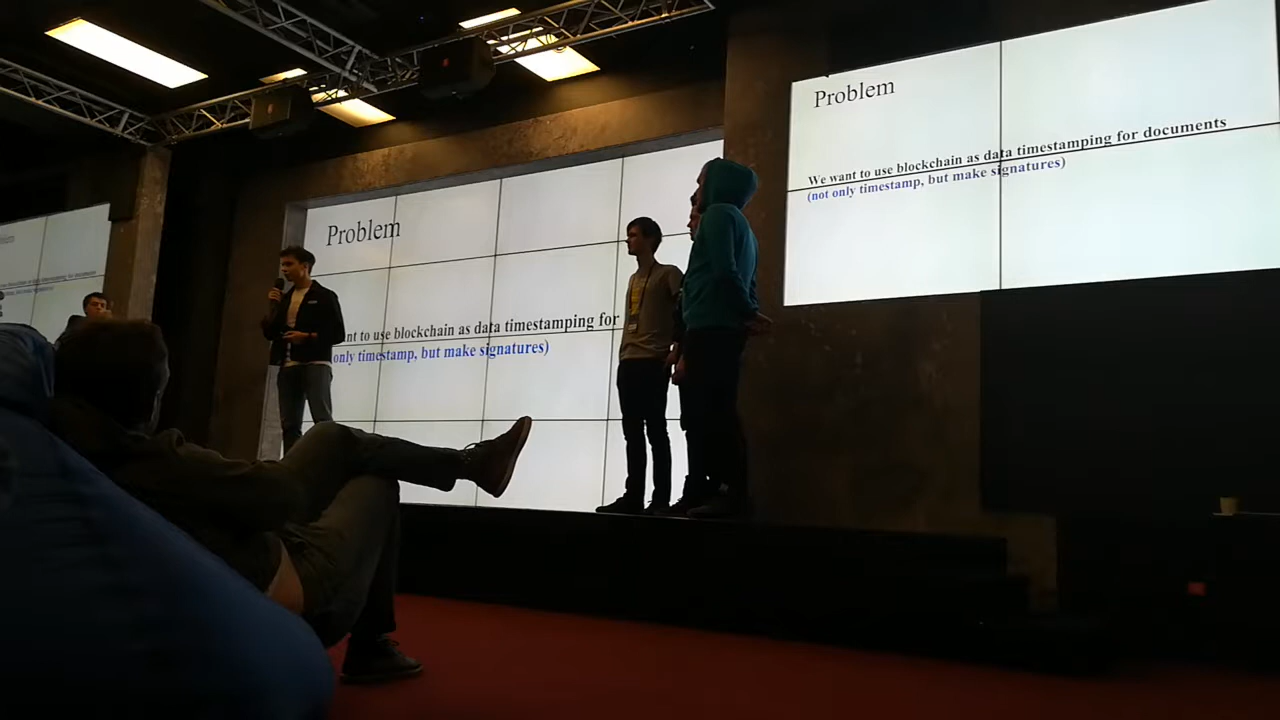 Problem
ant to use blockchain as data timestamping for
only timestamp, but make signatures)
Problem
We want to use blockchain as data timestamping for documents
(not only timestamp, but make signatures)